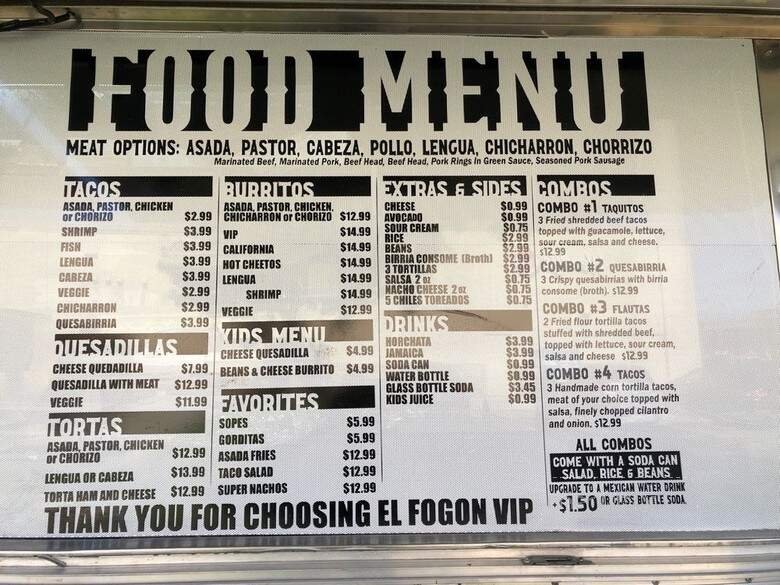 FOOD MENU
MEAT OPTIONS: ASADA, PASTOR, CABEZA, POLLO, LENGUA, CHICHARRON, CHORRIZO
Marinated Beef, Marinated Pork, Beef Head, Beef Head, Pork Rings In Green Sauce, Seasoned Pork Sausage
TACOS
ASADA, PASTOR, CHICKEN
or CHORIZO $2.99
SHRIMP $3.99
FISH $3.99
LENGUA $3.99
CABEZA $3.99
VEGGIE $2.99
CHICHARRON $2.99
QUESABIRRIA $3.99
QUESADILLAS
CHEESE QUEDADILLA $7.99
QUESADILLA WITH MEAT $12.99
VEGGIE $11.99
TORTAS
ASADA, PASTOR, CHICKEN
or CHORIZO $12.99
LENGUA OR CABEZA $13.99
TORTA HAM AND CHEESE $12.99
BURRITOS
ASADA, PASTOR, CHICKEN,
CHICHARRON or CHORIZO $12.99
VIP $14.99
CALIFORNIA $14.99
HOT CHEETOS $14.99
LENGUA $14.99
SHRIMP $14.99
VEGGIE $12.99
KIDS MENU
CHEESE QUESADILLA $4.99
BEANS & CHEESE BURRITO $4.99
FAVORITES
SOPES $5.99
GORDITAS $5.99
ASADA FRIES $12.99
TACO SALAD $12.99
SUPER NACHOS $12.99
EXTRAS & SIDES
CHEESE $0.99
AVOCADO $0.99
SOUR CREAM $0.75
RICE $2.99
BEANS $2.99
BIRRIA CONSOME (Broth) $2.99
3 TORTILLAS $0.99
SALSA 2 oz $0.75
NACHO CHEESE 2oz $0.75
5 CHILES TOREADOS $0.75
DRINKS
HORCHATA $3.99
JAMAICA $3.99
SODA CAN $0.99
WATER BOTTLE $0.99
GLASS BOTTLE SODA $3.45
KIDS JUICE $0.99
COMBOS
COMBO #1 TAQUITOS
3 Fried shredded beef tacos
topped with guacamole, lettuce,
sour cream, salsa and cheese.
$12.99
COMBO #2 QUESABIRRIA
3 Crispy quesabirrias with birria
consome (broth). $12.99
COMBO #3 FLAUTAS
2 Fried flour tortilla tacos
stuffed with shredded beef,
topped with lettuce, sour cream,
salsa and cheese $12.99
COMBO #4 TACOS
3 Handmade corn tortilla tacos,
meat of your choice topped with
salsa, finely chopped cilantro
and onion. $12.99
ALL COMBOS
COME WITH A SODA CAN
SALAD, RICE & BEANS
UPGRADE TO A MEXICAN WATER DRINK
+$1.50 OR GLASS BOTTLE SODA
THANK YOU FOR CHOOSING EL FOGON VIP